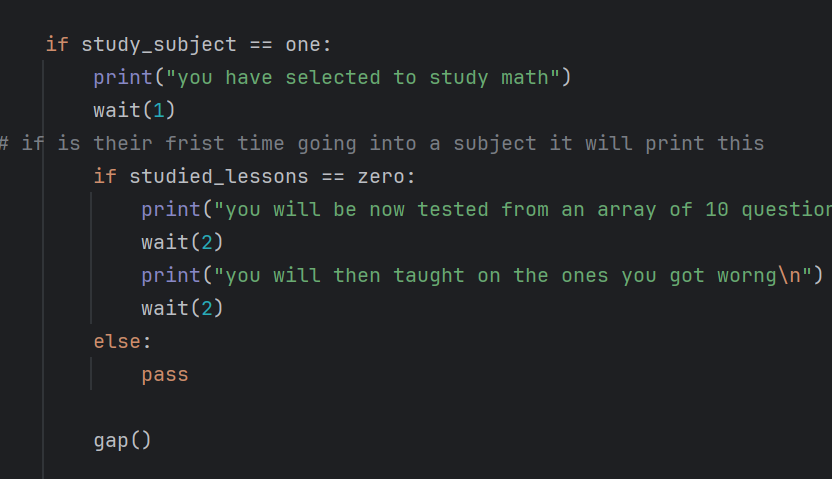 if study_subject == one:
print("you have selected to study math")
wait(1)
# if is their frist time going into a subject it will print this
if studied_lessons == zero:
print("you will be now tested from an array of 10 question
wait(2)
print("you will then taught on the ones you got worng\n")
wait(2)
else:
pass
gap()